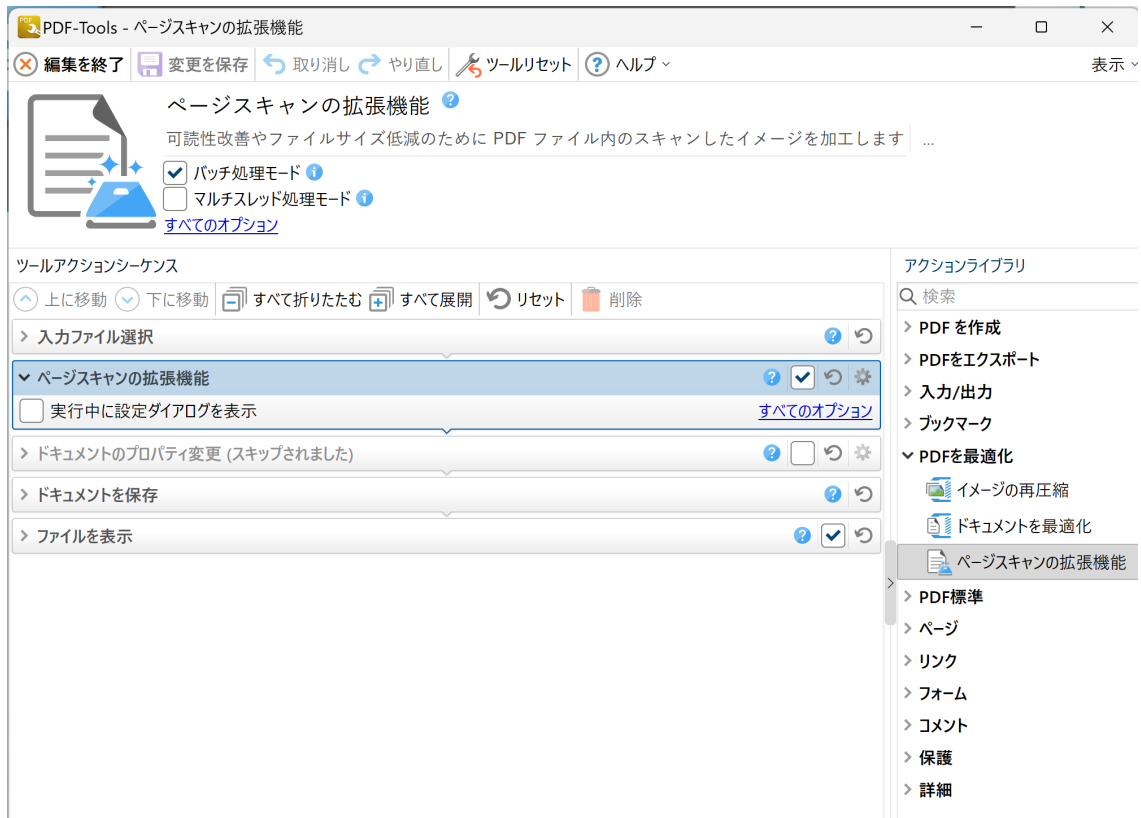 PDF-Tools - ページスキャンの拡張機能
編集を終了 変更を保存 取り消し やり直し ツールリセット ヘルプ 表示
ページスキャンの拡張機能
可読性改善やファイルサイズ低減のために PDF ファイル内のスキャンしたイメージを加工します ...
バッチ処理モード
マルチスレッド処理モード
すべてのオプション
ツールアクションシーケンス
上に移動 下に移動 すべて折りたたむ すべて展開 リセット 削除
入力ファイル選択
ページスキャンの拡張機能
実行中に設定ダイアログを表示 すべてのオプション
ドキュメントのプロパティ変更 (スキップされました)
ドキュメントを保存
ファイルを表示
アクションライブラリ
検索
PDF を作成
PDFをエクスポート
入力/出力
ブックマーク
PDFを最適化
イメージの再圧縮
ドキュメントを最適化
ページスキャンの拡張機能
PDF標準
ページ
リンク
フォーム
コメント
保護
詳細